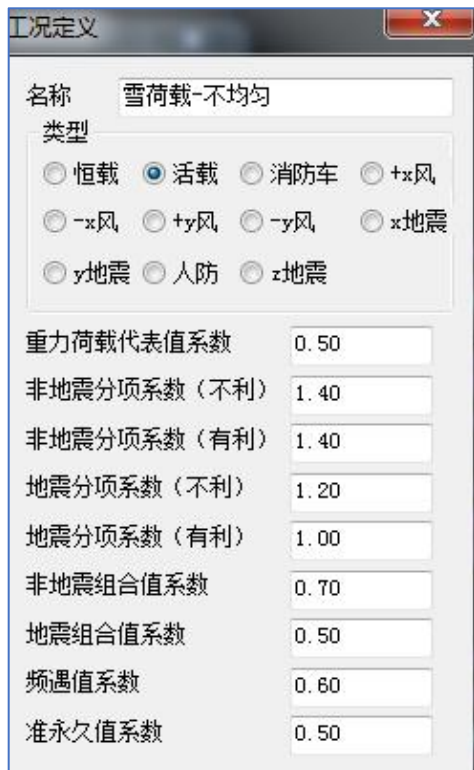 工况定义
名称 雪荷载-不均匀
类型
恒载 活载 消防车 +x风
-x风 +y风 -y风 x地震
y地震 人防 z地震
重力荷载代表值系数 0.50
非地震分项系数（不利） 1.40
非地震分项系数（有利） 1.40
地震分项系数（不利） 1.20
地震分项系数（有利） 1.00
非地震组合值系数 0.70
地震组合值系数 0.50
频遇值系数 0.60
准永久值系数 0.50